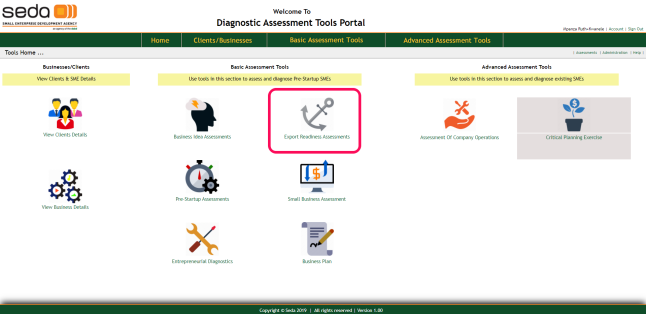 seda
SMALL ENTERPRISE DEVELOPMENT AGENCY
Welcome To
Diagnostic Assessment Tools Portal
| Account | Sign Out
Home Clients/Businesses Basic Assessment Tools Advanced Assessment Tools
Tools Home ...
| Assessments | Administration | Help |
Businesses/Clients
View Clients & SME Details
View Clients Details
View Business Details
Basic Assessment Tools
Use tools in this section to assess and diagnose Pre-Startup SMEs
Business Idea Assessments
Export Readiness Assessments
Pre-Startup Assessments
Small Business Assessment
Entrepreneurial Diagnostics
Business Plan
Advanced Assessment Tools
Use tools in this section to assess and diagnose existing SMEs
Assessment Of Company Operations
Critical Planning Exercise
Copyright © Seda 2019 | All rights reserved | Version 1.00